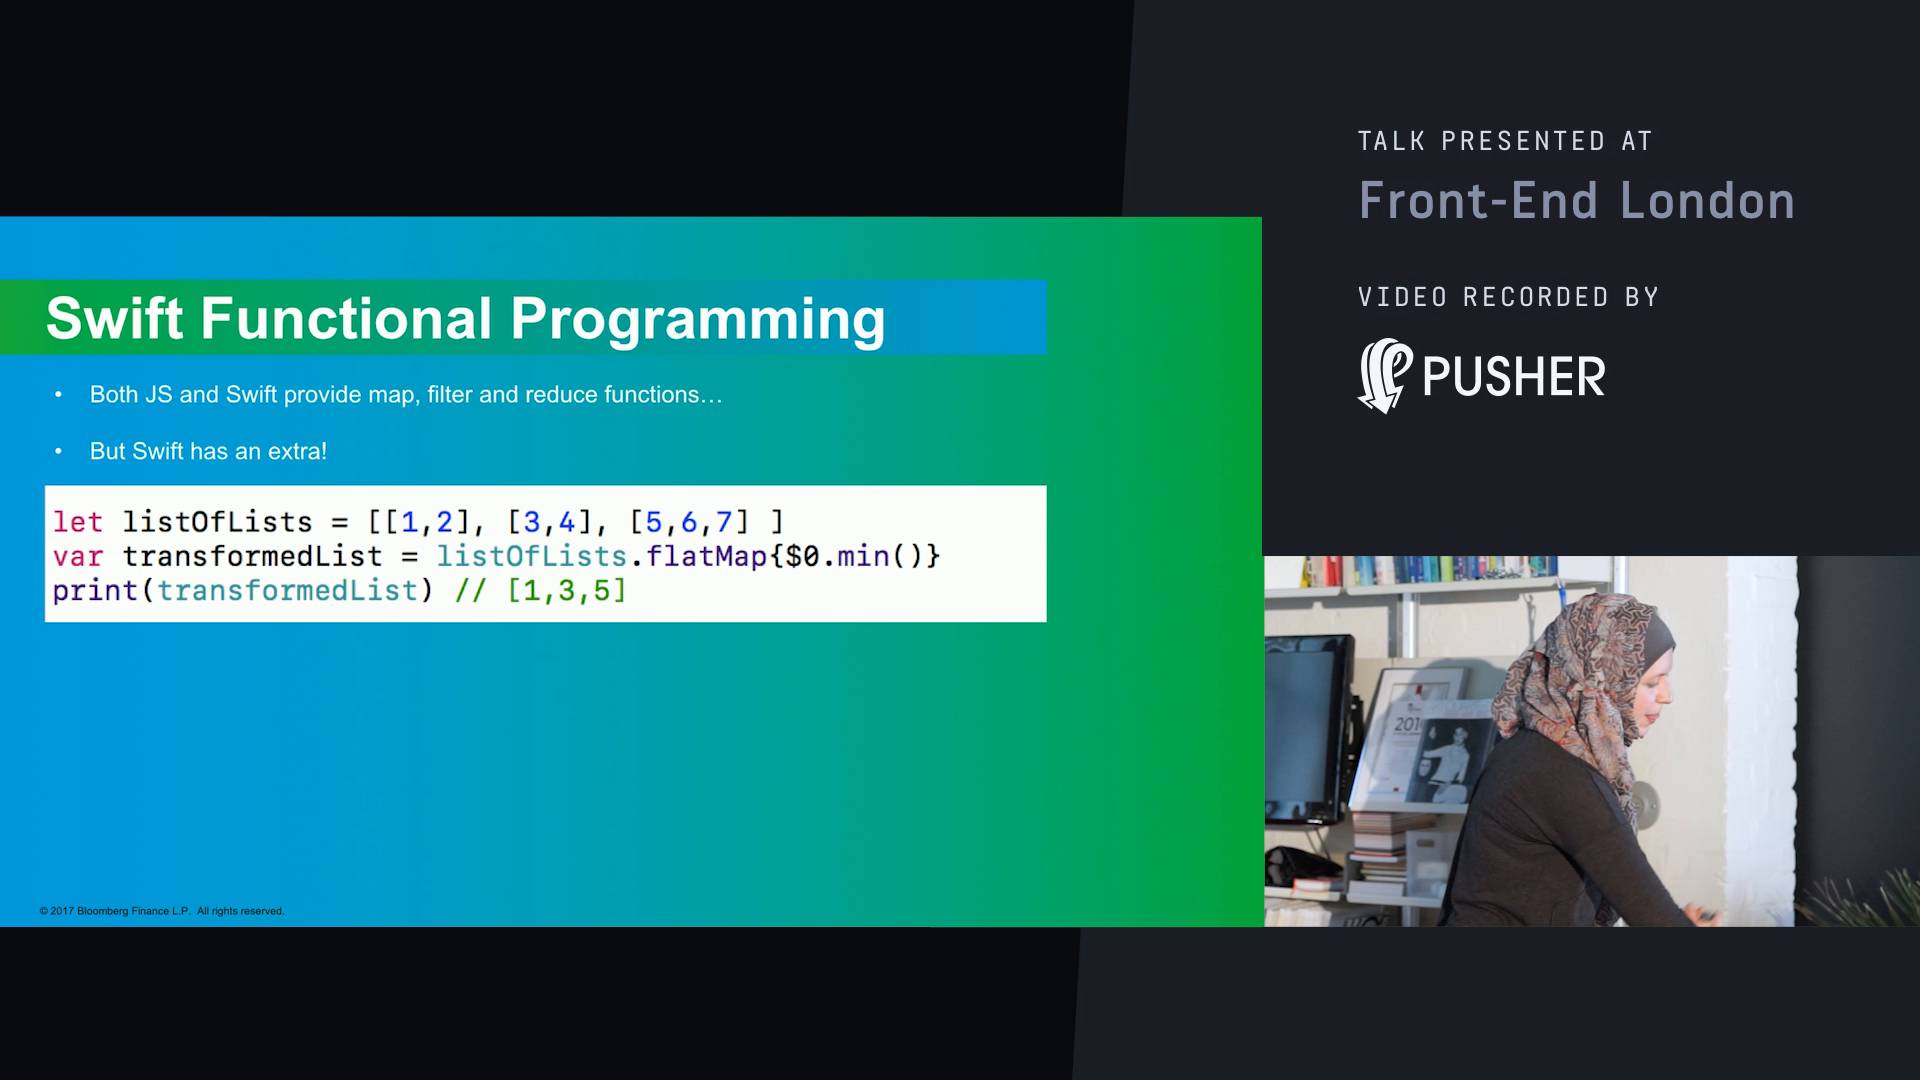 TALK PRESENTED AT
Front-End London
VIDEO RECORDED BY
PUSHER
Swift Functional Programming
• Both JS and Swift provide map, filter and reduce functions…
• But Swift has an extra!
let listOfLists = [[1,2], [3,4], [5,6,7] ]
var transformedList = listOfLists.flatMap{$0.min()}
print(transformedList) // [1,3,5]
© 2017 Bloomberg Finance L.P. All rights reserved.